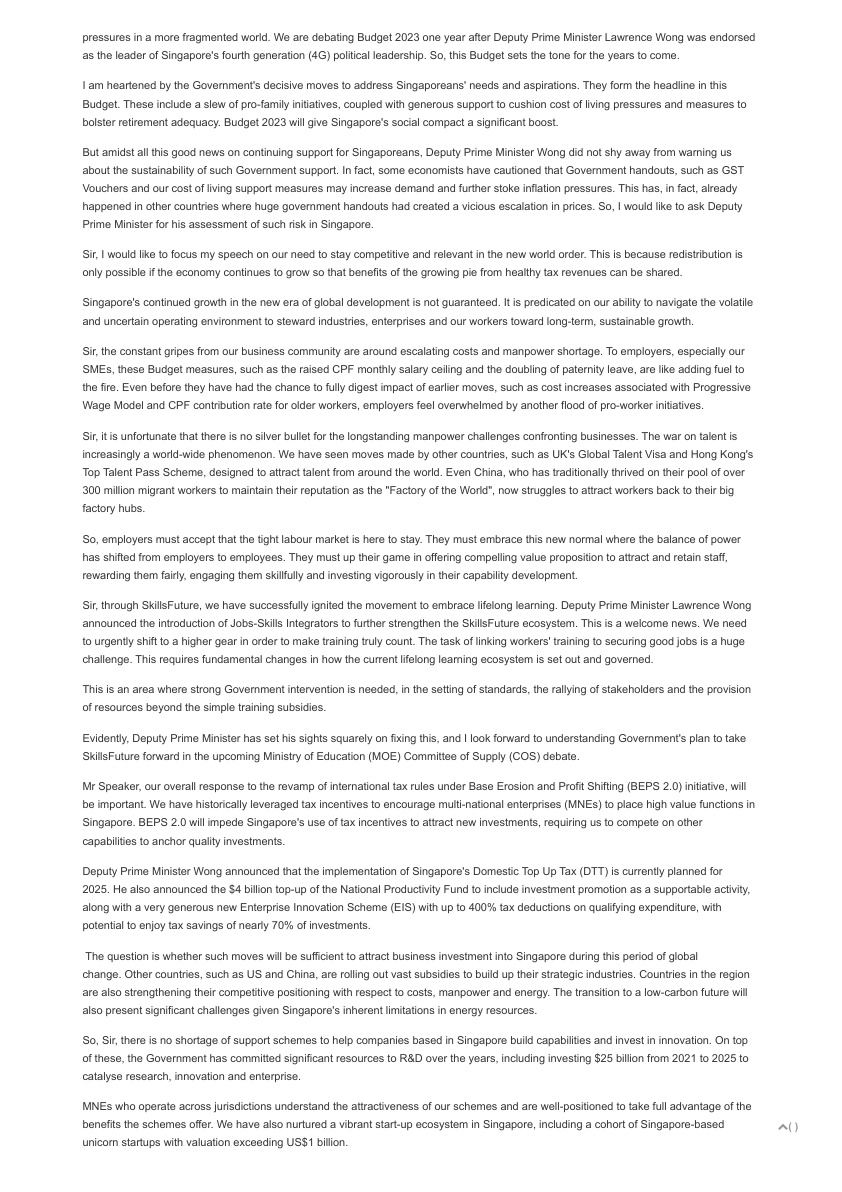 pressures in a more fragmented world. We are debating Budget 2023 one year after Deputy Prime Minister Lawrence Wong was endorsed
as the leader of Singapore's fourth generation (4G) political leadership. So, this Budget sets the tone for the years to come.
I am heartened by the Government's decisive moves to address Singaporeans' needs and aspirations. They form the headline in this
Budget. These include a slew of pro-family initiatives, coupled with generous support to cushion cost of living pressures and measures to
bolster retirement adequacy. Budget 2023 will give Singapore's social compact a significant boost.
But amidst all this good news on continuing support for Singaporeans, Deputy Prime Minister Wong did not shy away from warning us
about the sustainability of such Government support. In fact, some economists have cautioned that Government handouts, such as GST
Vouchers and our cost of living support measures may increase demand and further stoke inflation pressures. This has, in fact, already
happened in other countries where huge government handouts had created a vicious escalation in prices. So, I would like to ask Deputy
Prime Minister for his assessment of such risk in Singapore.
Sir, I would like to focus my speech on our need to stay competitive and relevant in the new world order. This is because redistribution is
only possible if the economy continues to grow so that benefits of the growing pie from healthy tax revenues can be shared.
Singapore's continued growth in the new era of global development is not guaranteed. It is predicated on our ability to navigate the volatile
and uncertain operating environment to steward industries, enterprises and our workers toward long-term, sustainable growth.
Sir, the constant gripes from our business community are around escalating costs and manpower shortage. To employers, especially our
SMEs, these Budget measures, such as the raised CPF monthly salary ceiling and the doubling of paternity leave, are like adding fuel to
the fire. Even before they have had the chance to fully digest impact of earlier moves, such as cost increases associated with Progressive
Wage Model and CPF contribution rate for older workers, employers feel overwhelmed by another flood of pro-worker initiatives.
Sir, it is unfortunate that there is no silver bullet for the longstanding manpower challenges confronting businesses. The war on talent is
increasingly a world-wide phenomenon. We have seen moves made by other countries, such as UK's Global Talent Visa and Hong Kong's
Top Talent Pass Scheme, designed to attract talent from around the world. Even China, who has traditionally thrived on their pool of over
300 million migrant workers to maintain their reputation as the "Factory of the World", now struggles to attract workers back to their big
factory hubs.
So, employers must accept that the tight labour market is here to stay. They must embrace this new normal where the balance of power
has shifted from employers to employees. They must up their game in offering compelling value proposition to attract and retain staff,
rewarding them fairly, engaging them skillfully and investing vigorously in their capability development.
Sir, through SkillsFuture, we have successfully ignited the movement to embrace lifelong learning. Deputy Prime Minister Lawrence Wong
announced the introduction of Jobs-Skills Integrators to further strengthen the SkillsFuture ecosystem. This is a welcome news. We need
to urgently shift to a higher gear in order to make training truly count. The task of linking workers' training to securing good jobs is a huge
challenge. This requires fundamental changes in how the current lifelong learning ecosystem is set out and governed.
This is an area where strong Government intervention is needed, in the setting of standards, the rallying of stakeholders and the provision
of resources beyond the simple training subsidies.
Evidently, Deputy Prime Minister has set his sights squarely on fixing this, and I look forward to understanding Government's plan to take
SkillsFuture forward in the upcoming Ministry of Education (MOE) Committee of Supply (COS) debate.
Mr Speaker, our overall response to the revamp of international tax rules under Base Erosion and Profit Shifting (BEPS 2.0) initiative, will
be important. We have historically leveraged tax incentives to encourage multi-national enterprises (MNEs) to place high value functions in
Singapore. BEPS 2.0 will impede Singapore's use of tax incentives to attract new investments, requiring us to compete on other
capabilities to anchor quality investments.
Deputy Prime Minister Wong announced that the implementation of Singapore's Domestic Top Up Tax (DTT) is currently planned for
2025. He also announced the $4 billion top-up of the National Productivity Fund to include investment promotion as a supportable activity,
along with a very generous new Enterprise Innovation Scheme (EIS) with up to 400% tax deductions on qualifying expenditure, with
potential to enjoy tax savings of nearly 70% of investments.
The question is whether such moves will be sufficient to attract business investment into Singapore during this period of global
change. Other countries, such as US and China, are rolling out vast subsidies to build up their strategic industries. Countries in the region
are also strengthening their competitive positioning with respect to costs, manpower and energy. The transition to a low-carbon future will
also present significant challenges given Singapore's inherent limitations in energy resources.
So, Sir, there is no shortage of support schemes to help companies based in Singapore build capabilities and invest in innovation. On top
of these, the Government has committed significant resources to R&D over the years, including investing $25 billion from 2021 to 2025 to
catalyse research, innovation and enterprise.
MNEs who operate across jurisdictions understand the attractiveness of our schemes and are well-positioned to take full advantage of the
benefits the schemes offer. We have also nurtured a vibrant start-up ecosystem in Singapore, including a cohort of Singapore-based
unicorn startups with valuation exceeding US$1 billion.
( )